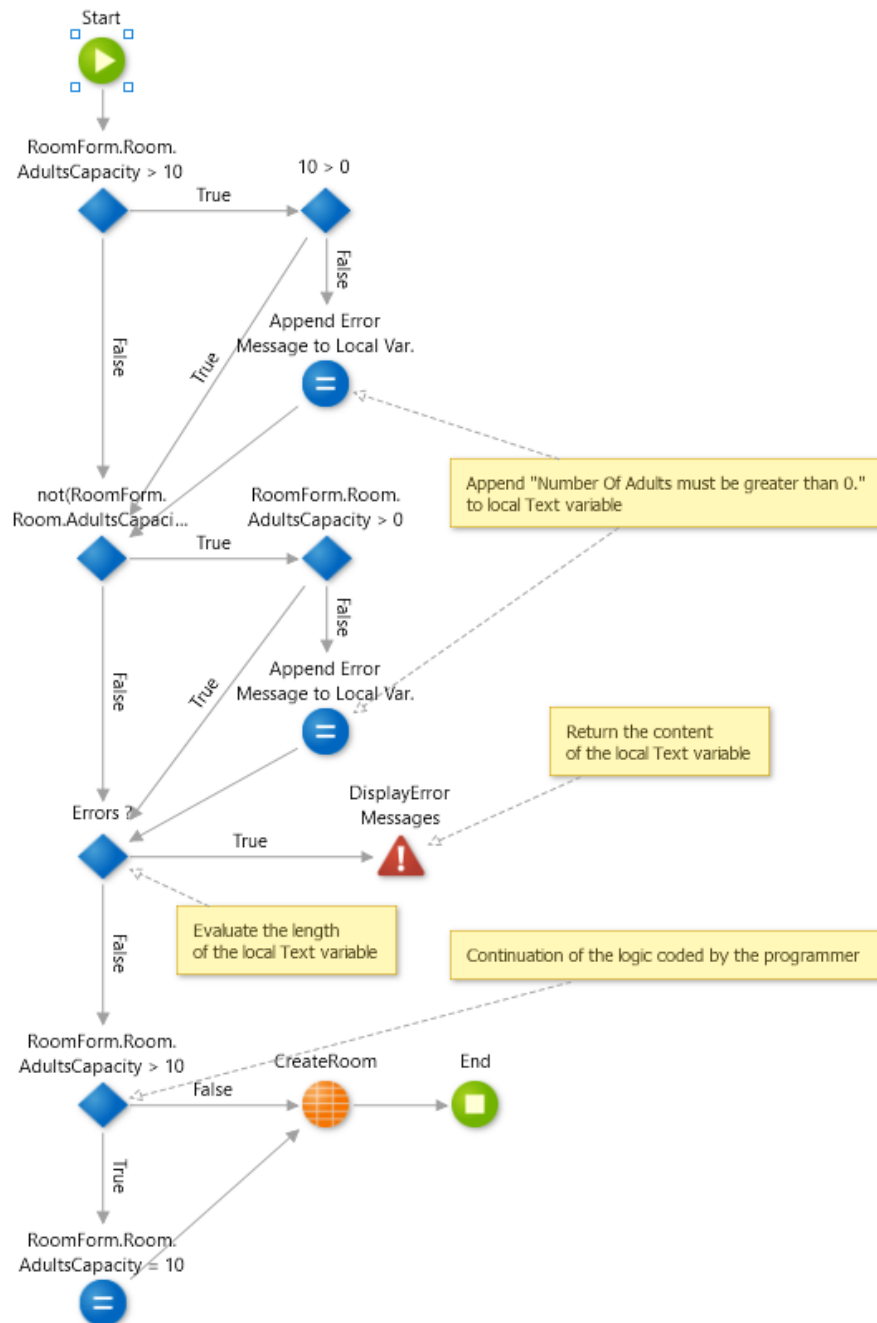 Start
RoomForm.Room.
AdultsCapacity > 10
10 > 0
True
False
False
True
Append Error
Message to Local Var.
Append "Number Of Adults must be greater than 0."
to local Text variable
not(RoomForm.
Room.AdultsCapaci...
RoomForm.Room.
AdultsCapacity > 0
True
False
False
True
Append Error
Message to Local Var.
Return the content
of the local Text variable
Errors ?
DisplayError
Messages
True
Evaluate the length
of the local Text variable
False
Continuation of the logic coded by the programmer
RoomForm.Room.
AdultsCapacity > 10
CreateRoom
End
False
True
RoomForm.Room.
AdultsCapacity = 10